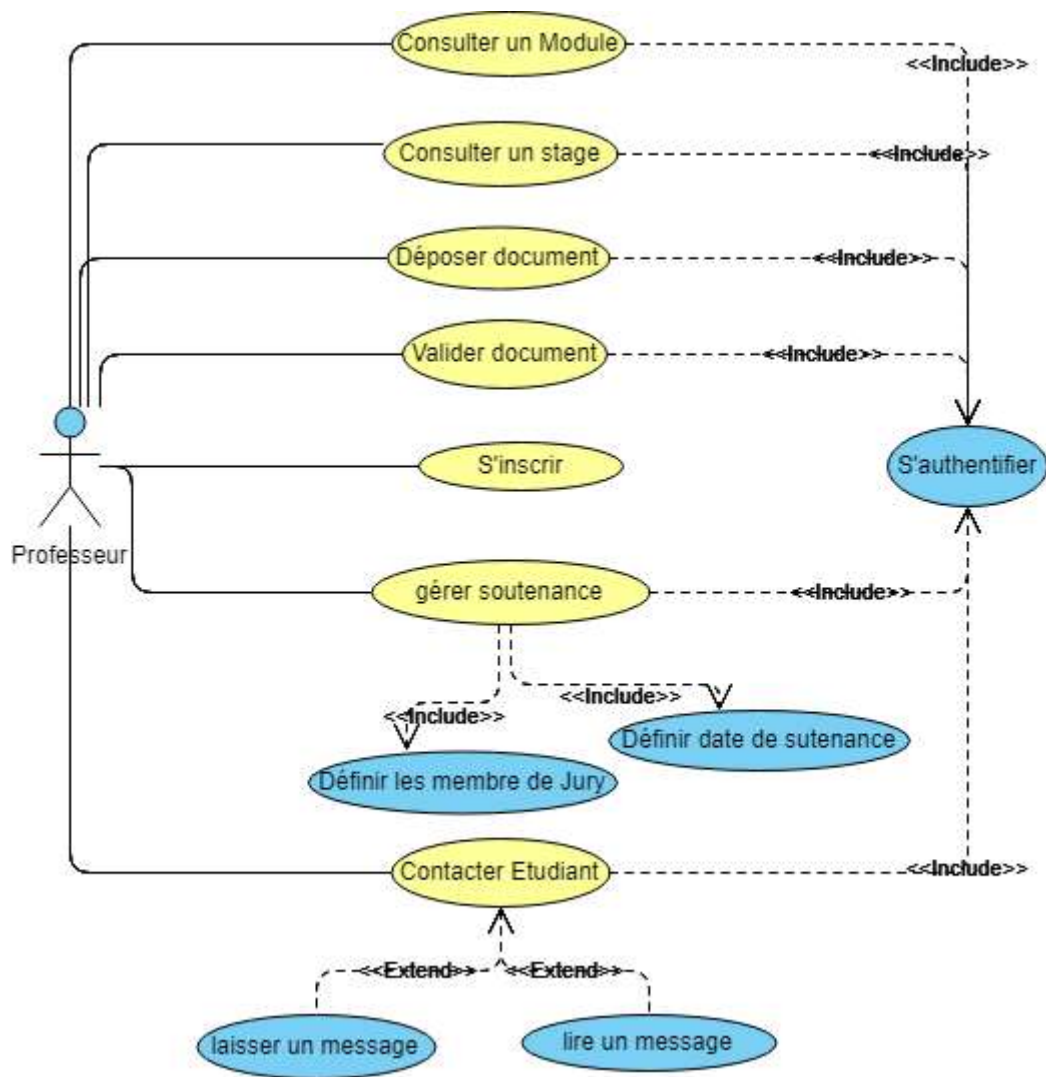 Consulter un Module
<<Include>>
Consulter un stage
<<Include>>
Déposer document
<<Include>>
Valider document
<<Include>>
S'inscrir
S'authentifier
Professeur
gérer soutenance
<<Include>>
<<Include>>
<<Include>>
Définir date de sutenance
Définir les membre de Jury
Contacter Etudiant
<<Include>>
<<Extend>>
<<Extend>>
laisser un message
lire un message